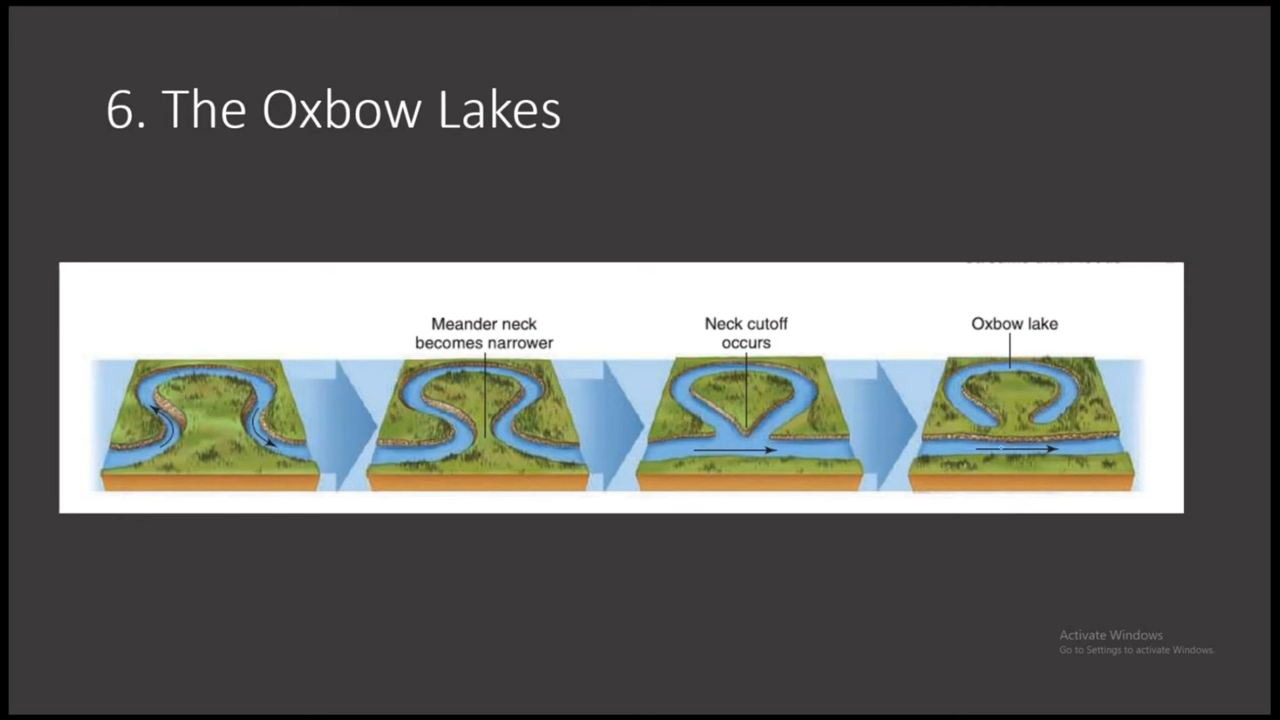 6. The Oxbow Lakes
Meander neck
becomes narrower
Neck cutoff
occurs
Oxbow lake
Activate Windows
Go to Settings to activate Windows.